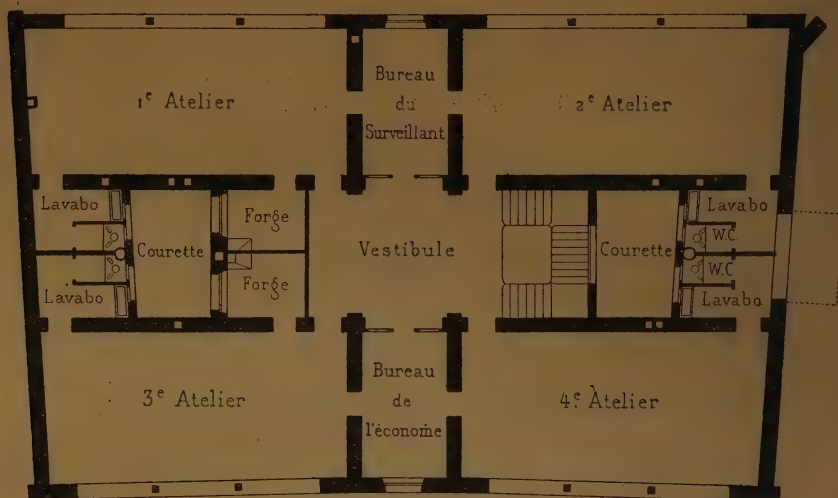 1e Atelier
Bureau
du
Surveillant
2e Atelier
Lavabo
Courette
Forge
Forge
Lavabo
Vestibule
Courette
Lavabo
W.C
W.C
Lavabo
3e Atelier
Bureau
de
l'économe
4e. Atelier